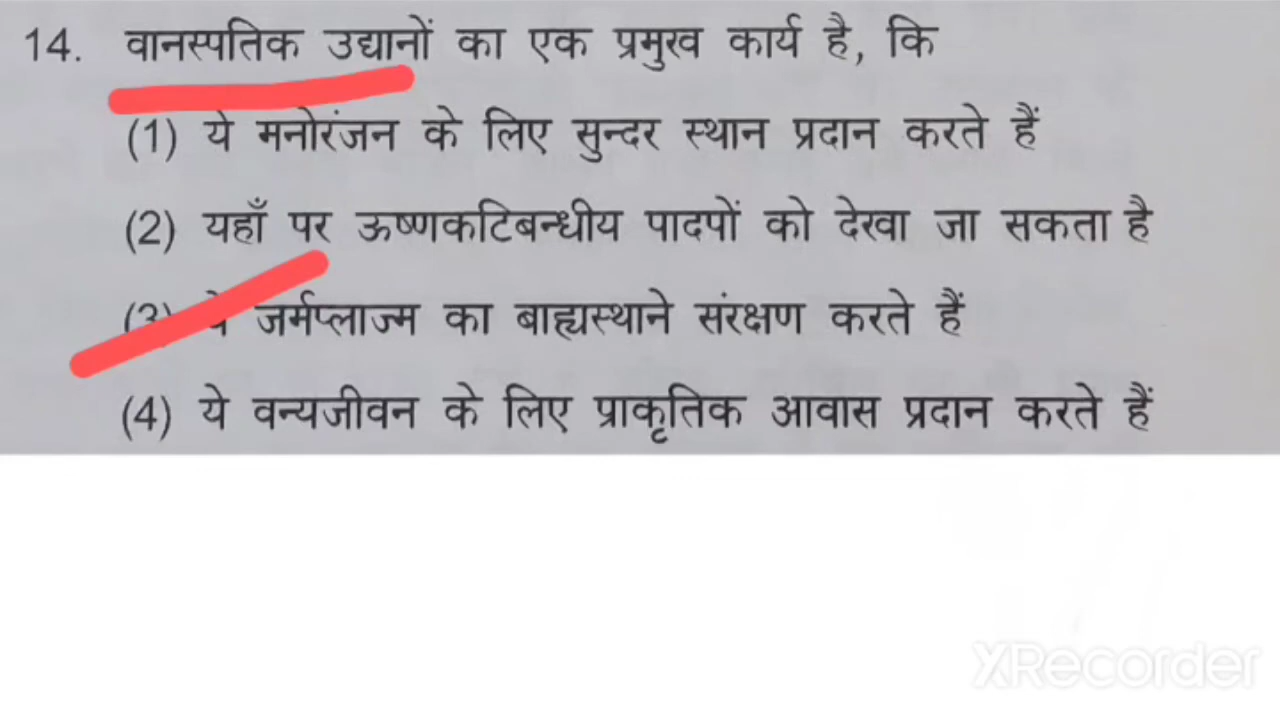 14. वानस्पतिक उद्यानों का एक प्रमुख कार्य है, कि
(1) ये मनोरंजन के लिए सुन्दर स्थान प्रदान करते हैं
(2) यहाँ पर ऊष्णकटिबन्धीय पादपों को देखा जा सकता है
(3) ये जर्मप्लाज्म का बाह्यस्थाने संरक्षण करते हैं
(4) ये वन्यजीवन के लिए प्राकृतिक आवास प्रदान करते हैं
XRecorder